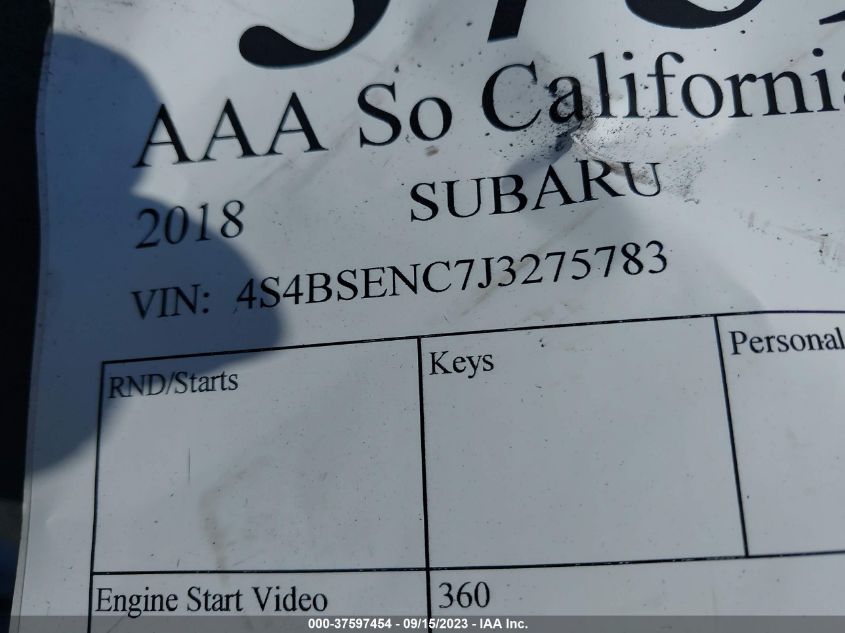 AAA So California
2018 SUBARU
VIN: 4S4BSENC7J3275783
RND/Starts Keys Personal
Engine Start Video 360
000-37597454 - 09/15/2023 - IAA Inc.